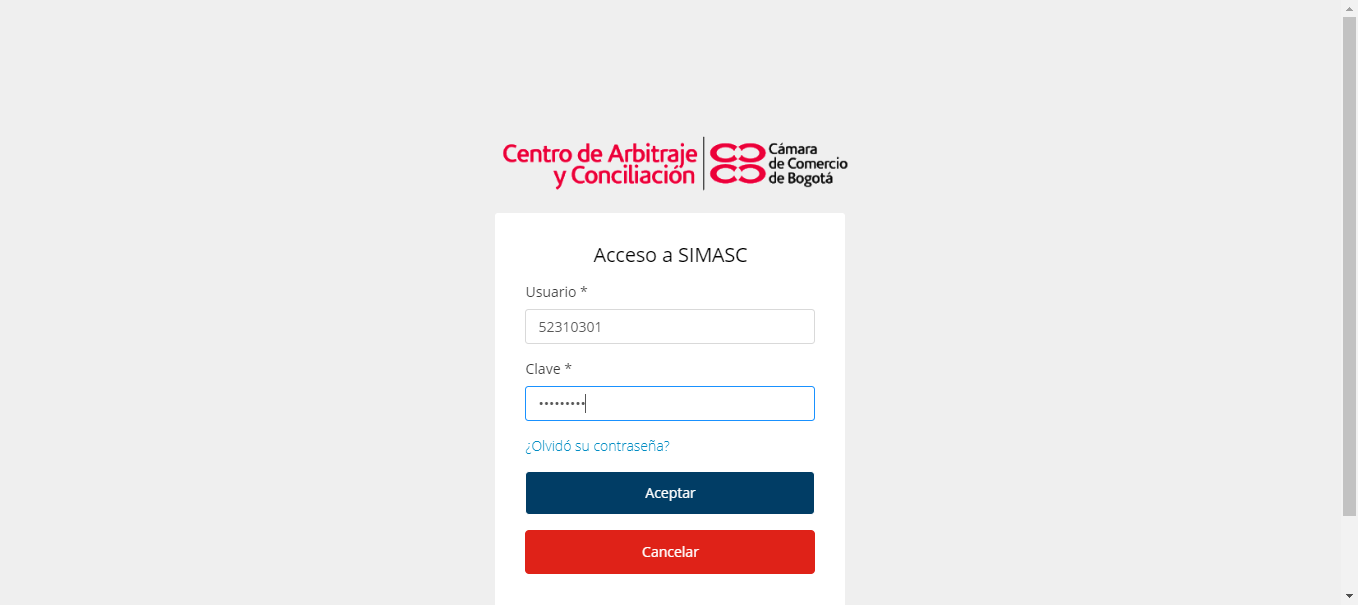 Centro de Arbitraje
y Conciliación
Cámara
de Comercio
de Bogotá
Acceso a SIMASC
Usuario *
52310301
Clave *
•••••••••
¿Olvidó su contraseña?
Aceptar
Cancelar